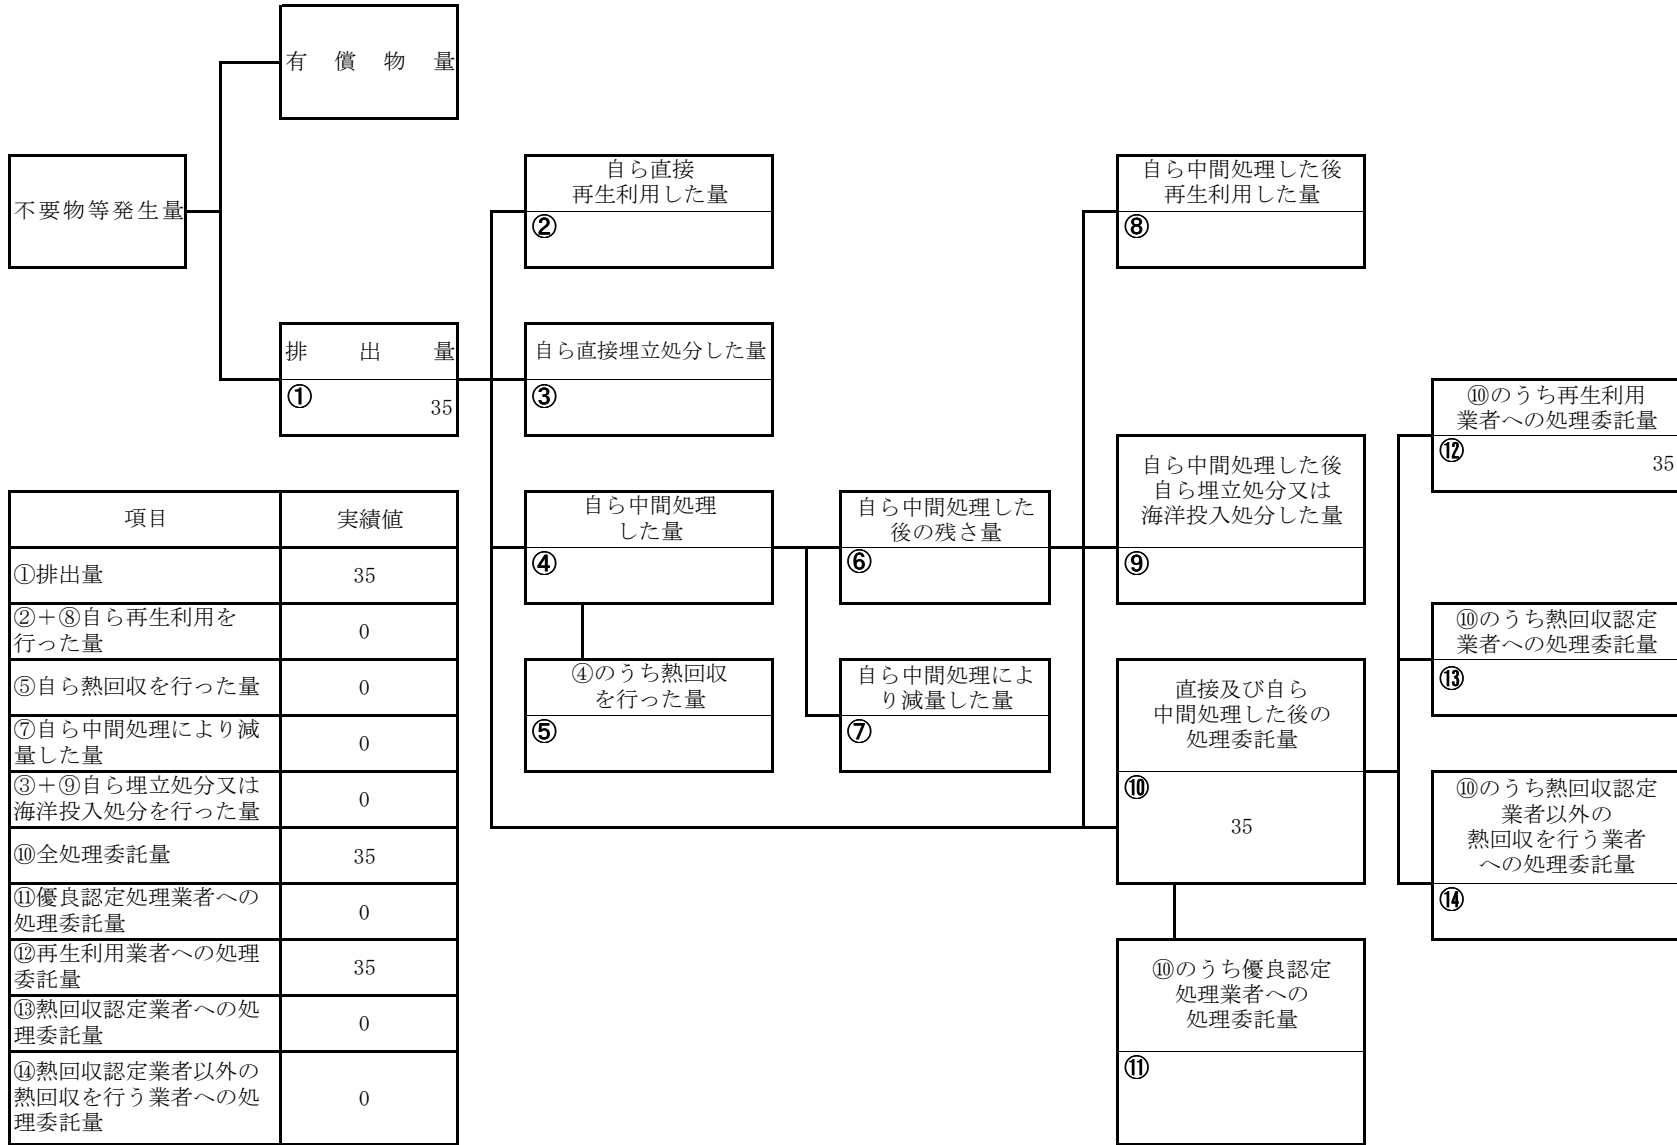 有償物量
不要物等発生量
排出量
①
35
自ら直接
再生利用した量
②
自ら直接埋立処分した量
③
自ら中間処理
した量
④
④のうち熱回収
を行った量
⑤
自ら中間処理した
後の残さ量
⑥
自ら中間処理によ
り減量した量
⑦
自ら中間処理した後
再生利用した量
⑧
自ら中間処理した後
自ら埋立処分又は
海洋投入処分した量
⑨
直接及び自ら
中間処理した後の
処理委託量
⑩
35
⑩のうち優良認定
処理業者への
処理委託量
⑪
⑩のうち再生利用
業者への処理委託量
⑫
35
⑩のうち熱回収認定
業者への処理委託量
⑬
⑩のうち熱回収認定
業者以外の
熱回収を行う業者
への処理委託量
⑭
項目 実績値
①排出量 35
②+⑧自ら再生利用を
行った量 0
⑤自ら熱回収を行った量 0
⑦自ら中間処理により減
量した量 0
③+⑨自ら埋立処分又は
海洋投入処分を行った量 0
⑩全処理委託量 35
⑪優良認定処理業者への
処理委託量 0
⑫再生利用業者への処理
委託量 35
⑬熱回収認定業者への処
理委託量 0
⑭熱回収認定業者以外の
熱回収を行う業者への処
理委託量 0